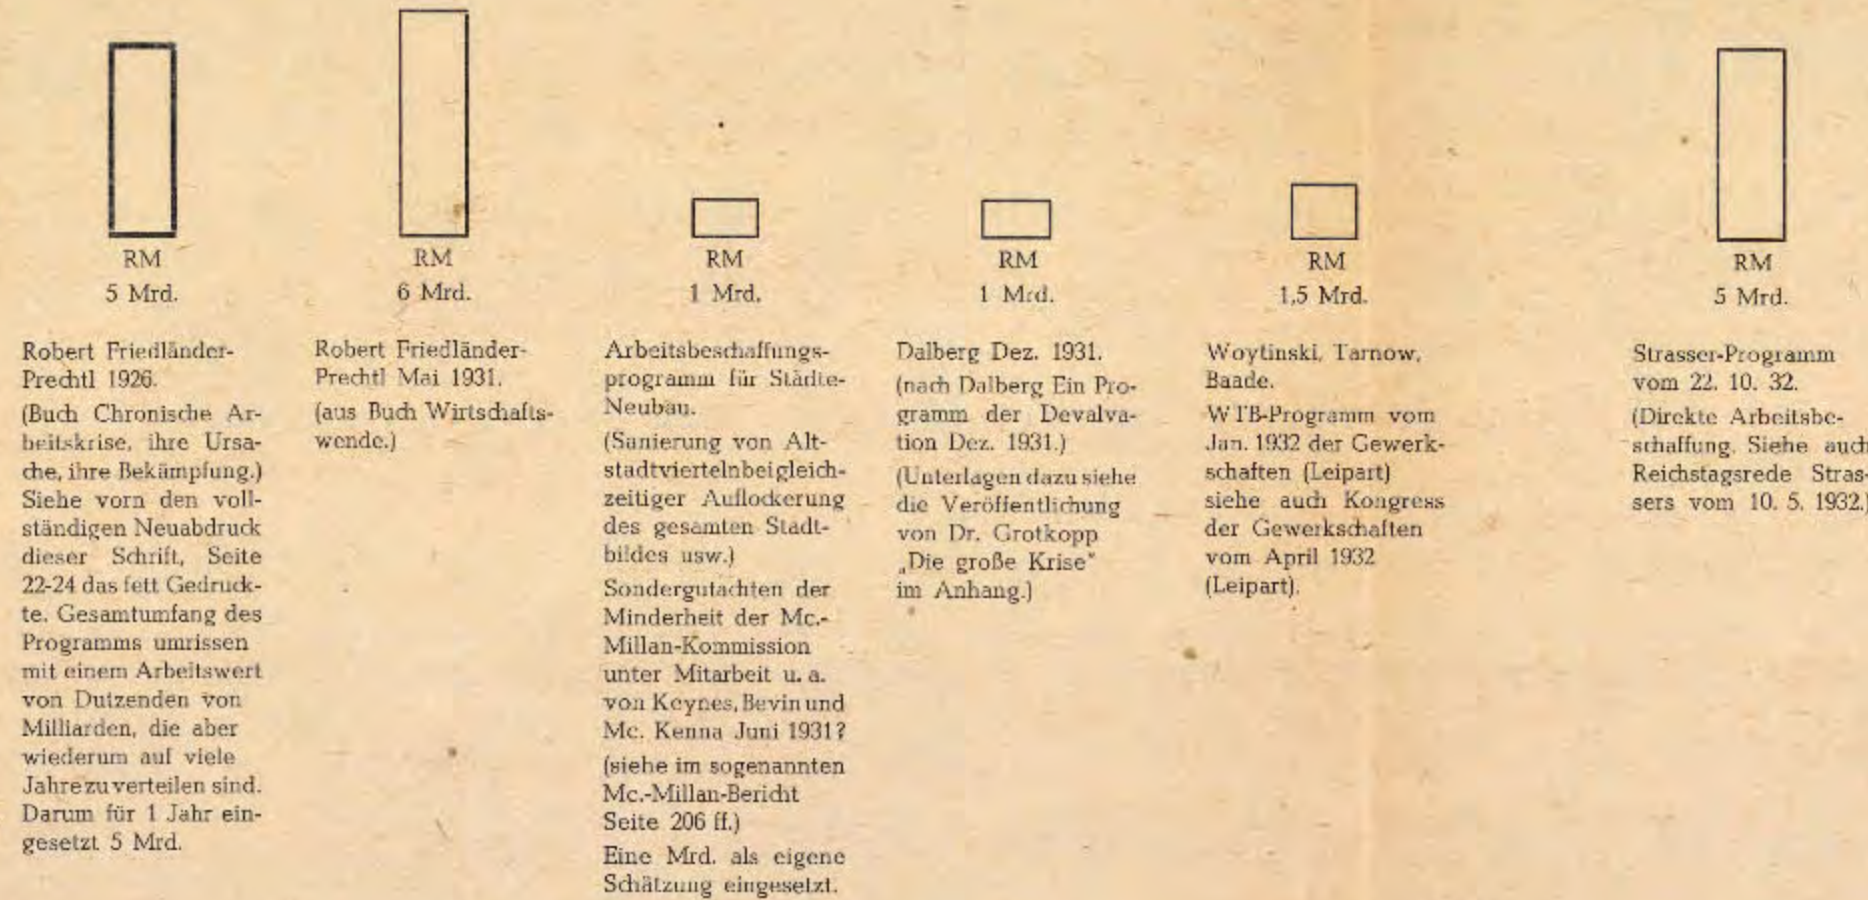 RM
5 Mrd.
Robert Friedländer-
Prechtl 1926.
(Buch Chronische Ar-
beitskrise, ihre Ursa-
che, ihre Bekämpfung.)
Siehe vorn den voll-
ständigen Neuabdruck
dieser Schrift, Seite
22-24 das fett Gedruck-
te. Gesamtumfang des
Programms umrissen
mit einem Arbeitswert
von Dutzenden von
Milliarden, die aber
wiederum auf viele
Jahre zu verteilen sind.
Darum für 1 Jahr ein-
gesetzt 5 Mrd.
RM
6 Mrd.
Robert Friedländer-
Prechtl Mai 1931.
(aus Buch Wirtschafts-
wende.)
RM
1 Mrd.
Arbeitsbeschaffungs-
programm für Städte-
Neubau.
(Sanierung von Alt-
stadtvierteln bei gleich-
zeitiger Auflockerung
des gesamten Stadt-
bildes usw.)
Sondergutachten der
Minderheit der Mc.-
Millan-Kommission
unter Mitarbeit u. a.
von Keynes, Bevin und
Mc. Kenna Juni 1931?
(siehe im sogenannten
Mc.-Millan-Bericht
Seite 206 ff.)
Eine Mrd. als eigene
Schätzung eingesetzt.
RM
1 Mrd.
Dalberg Dez. 1931.
(nach Dalberg Ein Pro-
gramm der Devalva-
tion Dez. 1931.)
(Unterlagen dazu siehe
die Veröffentlichung
von Dr. Grotkopp
„Die große Krise"
im Anhang.)
RM
1,5 Mrd.
Woytinski, Tarnow,
Baade.
WTB-Programm vom
Jan. 1932 der Gewerk-
schaften (Leipart)
siehe auch Kongress
der Gewerkschaften
vom April 1932
(Leipart).
RM
5 Mrd.
Strasser-Programm
vom 22. 10. 32.
(Direkte Arbeitsbe-
schaffung. Siehe auch
Reichstagsrede Stras-
sers vom 10. 5. 1932.)